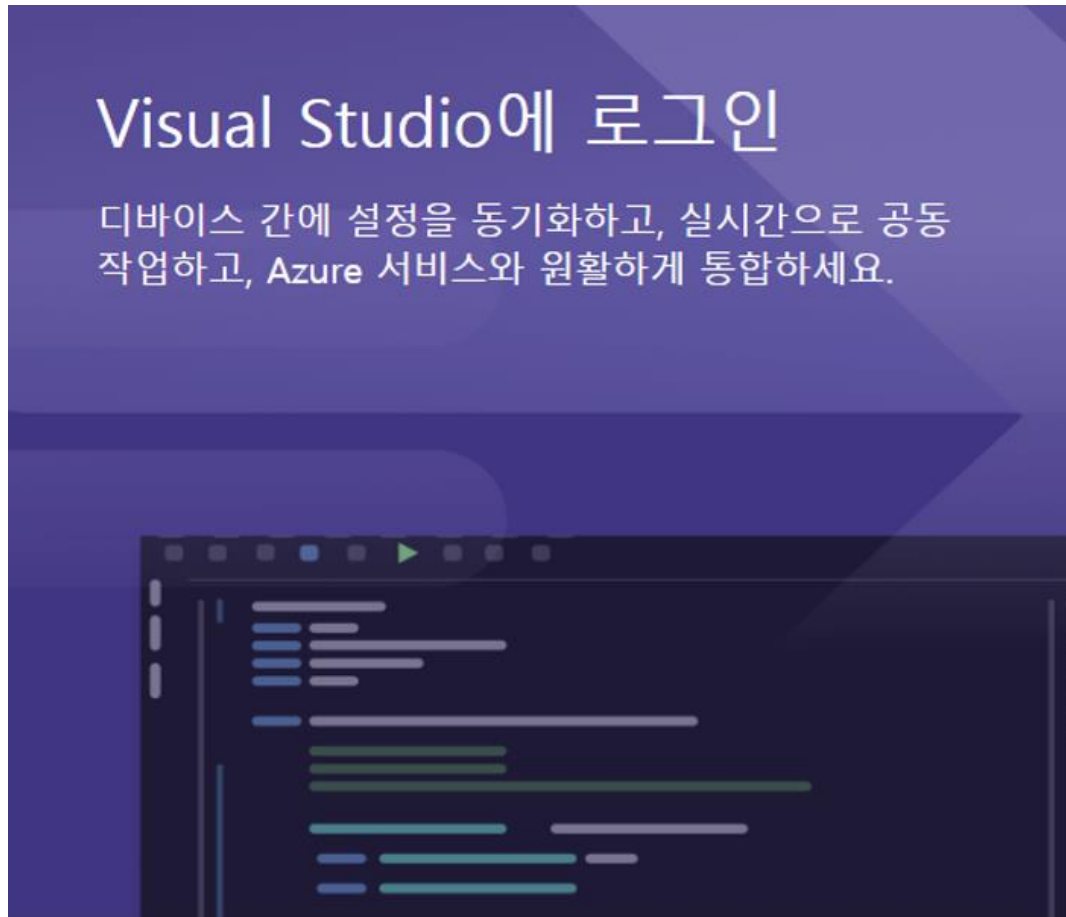 Visual Studio에 로그인
디바이스 간에 설정을 동기화하고, 실시간으로 공동
작업하고, Azure 서비스와 원활하게 통합하세요.